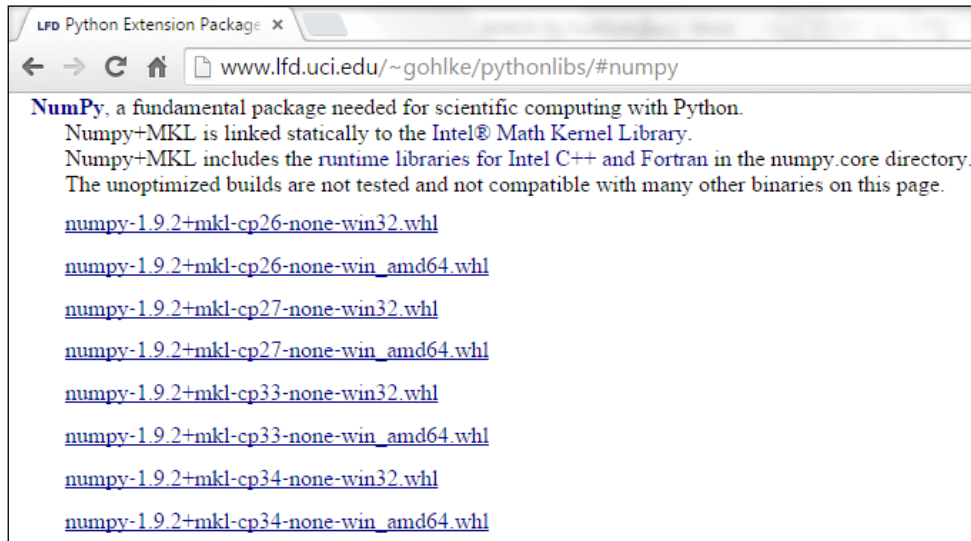 LFD Python Extension Package
www.lfd.uci.edu/~gohlke/pythonlibs/#numpy
NumPy, a fundamental package needed for scientific computing with Python.
Numpy+MKL is linked statically to the Intel® Math Kernel Library.
Numpy+MKL includes the runtime libraries for Intel C++ and Fortran in the numpy.core directory.
The unoptimized builds are not tested and not compatible with many other binaries on this page.
numpy-1.9.2+mkl-cp26-none-win32.whl
numpy-1.9.2+mkl-cp26-none-win_amd64.whl
numpy-1.9.2+mkl-cp27-none-win32.whl
numpy-1.9.2+mkl-cp27-none-win_amd64.whl
numpy-1.9.2+mkl-cp33-none-win32.whl
numpy-1.9.2+mkl-cp33-none-win_amd64.whl
numpy-1.9.2+mkl-cp34-none-win32.whl
numpy-1.9.2+mkl-cp34-none-win_amd64.whl